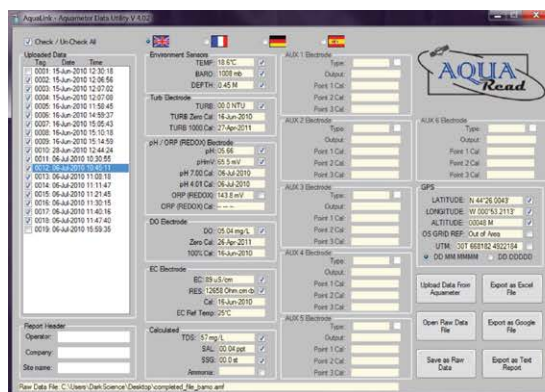 AquaLink - Aquameter Data Utility V 4.02
Check / Un-Check All
Uploaded Data
Tag Date Time
0001: 15-Jun-2010 12:30:18
0002: 15-Jun-2010 12:06:56
0003: 16-Jun-2010 12:07:02
0004: 16-Jun-2010 12:07:08
0005: 16-Jun-2010 11:58:45
0006: 16-Jun-2010 14:59:37
0007: 16-Jun-2010 15:05:43
0008: 16-Jun-2010 15:10:18
0009: 16-Jun-2010 15:14:59
0010: 28-Jun-2010 12:44:24
0011: 06-Jul-2010 10:30:55
0012: 06-Jul-2010 10:45:11
0013: 06-Jul-2010 11:08:18
0014: 06-Jul-2010 11:11:47
0015: 06-Jul-2010 11:21:45
0016: 06-Jul-2010 11:30:15
0017: 06-Jul-2010 11:40:16
0018: 06-Jul-2010 11:47:40
0019: 06-Jul-2010 15:59:35
Report Header
Operator:
Company:
Site name:
Environment Sensors
TEMP: 18.6°C
BARO: 1008 mb
DEPTH: 0.45 M
Turb Electrode
TURB: 00.0 NTU
TURB Zero Cal: 16-Jun-2010
TURB 1000 Cal: 27-Apr-2011
pH / ORP (REDOX) Electrode
pH: 05.66
pHmV: 65.5 mV
pH 7.00 Cal: 06-Jul-2010
pH 4.01 Cal: 06-Jul-2010
ORP (REDOX): 143.8 mV
ORP (REDOX) Cal: -- -- --
DO Electrode
DO: 05.04 mg/L
Zero Cal: 26-Apr-2011
100% Cal: 16-Jun-2010
EC Electrode
EC: 89 uS/cm
RES: 12658 Ohm.cm
Cal: 16-Jun-2010
EC Ref Temp: 25°C
Calculated
TDS: 57 mg/L
SAL: 00.04 ppt
SSG: 00.0 st
Ammonia:
AUX 1 Electrode
Type:
Output:
Point 1 Cal:
Point 2 Cal:
Point 3 Cal:
AUX 2 Electrode
Type:
Output:
Point 1 Cal:
Point 2 Cal:
Point 3 Cal:
AUX 3 Electrode
Type:
Output:
Point 1 Cal:
Point 2 Cal:
Point 3 Cal:
AUX 4 Electrode
Type:
Output:
Point 1 Cal:
Point 2 Cal:
Point 3 Cal:
AUX 5 Electrode
Type:
Output:
Point 1 Cal:
Point 2 Cal:
Point 3 Cal:
AQUA
Read
AUX 6 Electrode
Type:
Output:
Point 1 Cal:
Point 2 Cal:
Point 3 Cal:
GPS
LATITUDE: N 44°26.0043'
LONGITUDE: W 000°53.2113'
ALTITUDE: 00048 M
OS GRID REF: Out of Area
UTM: 30T 668182 4922184
DD MM.MMMM DD.DDDDD
Upload Data From Aquameter
Export as Excel File
Open Raw Data File
Export as Google File
Save as Raw Data
Export as Text Report
Raw Data File: C:\Users\Dark Science\Desktop\completed_file_bamo.amf